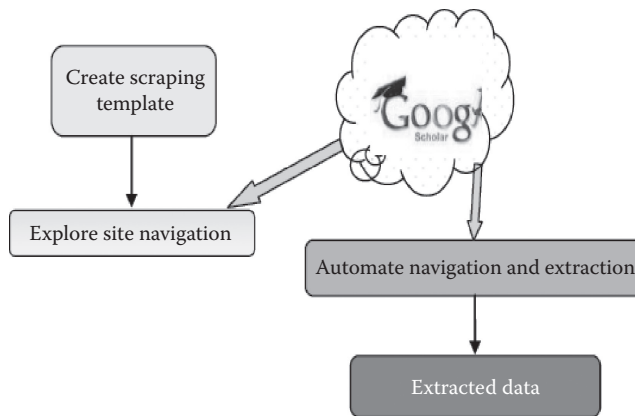 Create scraping
template
Goog
Scholar
Explore site navigation
Automate navigation and extraction
Extracted data